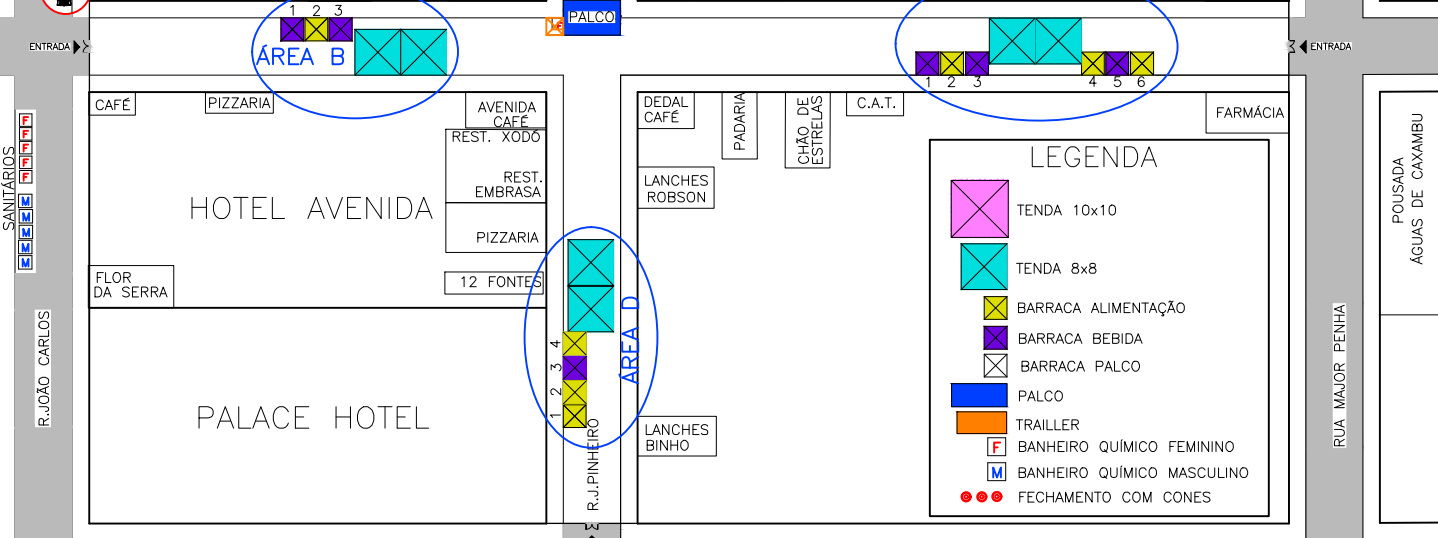 1 2 3
PALCO
ENTRADA
ÁREA B
ENTRADA
1 2 3 4 5 6
CAFÉ
PIZZARIA
AVENIDA
CAFÉ
REST. XODÓ
REST.
EMBRASA
PIZZARIA
12 FONTES
HOTEL AVENIDA
FLOR
DA SERRA
PALACE HOTEL
SANITÁRIOS
F
F
F
F
F
M
M
M
M
M
R.JOÃO CARLOS
DEDAL
CAFÉ
PADARIA
CHÃO DE
ESTRELAS
C.A.T.
FARMÁCIA
LANCHES
ROBSON
LANCHES
BINHO
ÁREA D
4
3
2
1
R.J.PINHEIRO
LEGENDA
TENDA 10x10
TENDA 8x8
BARRACA ALIMENTAÇÃO
BARRACA BEBIDA
BARRACA PALCO
PALCO
TRAILLER
F BANHEIRO QUÍMICO FEMININO
M BANHEIRO QUÍMICO MASCULINO
FECHAMENTO COM CONES
RUA MAJOR PENHA
POUSADA
ÁGUAS DE CAXAMBU